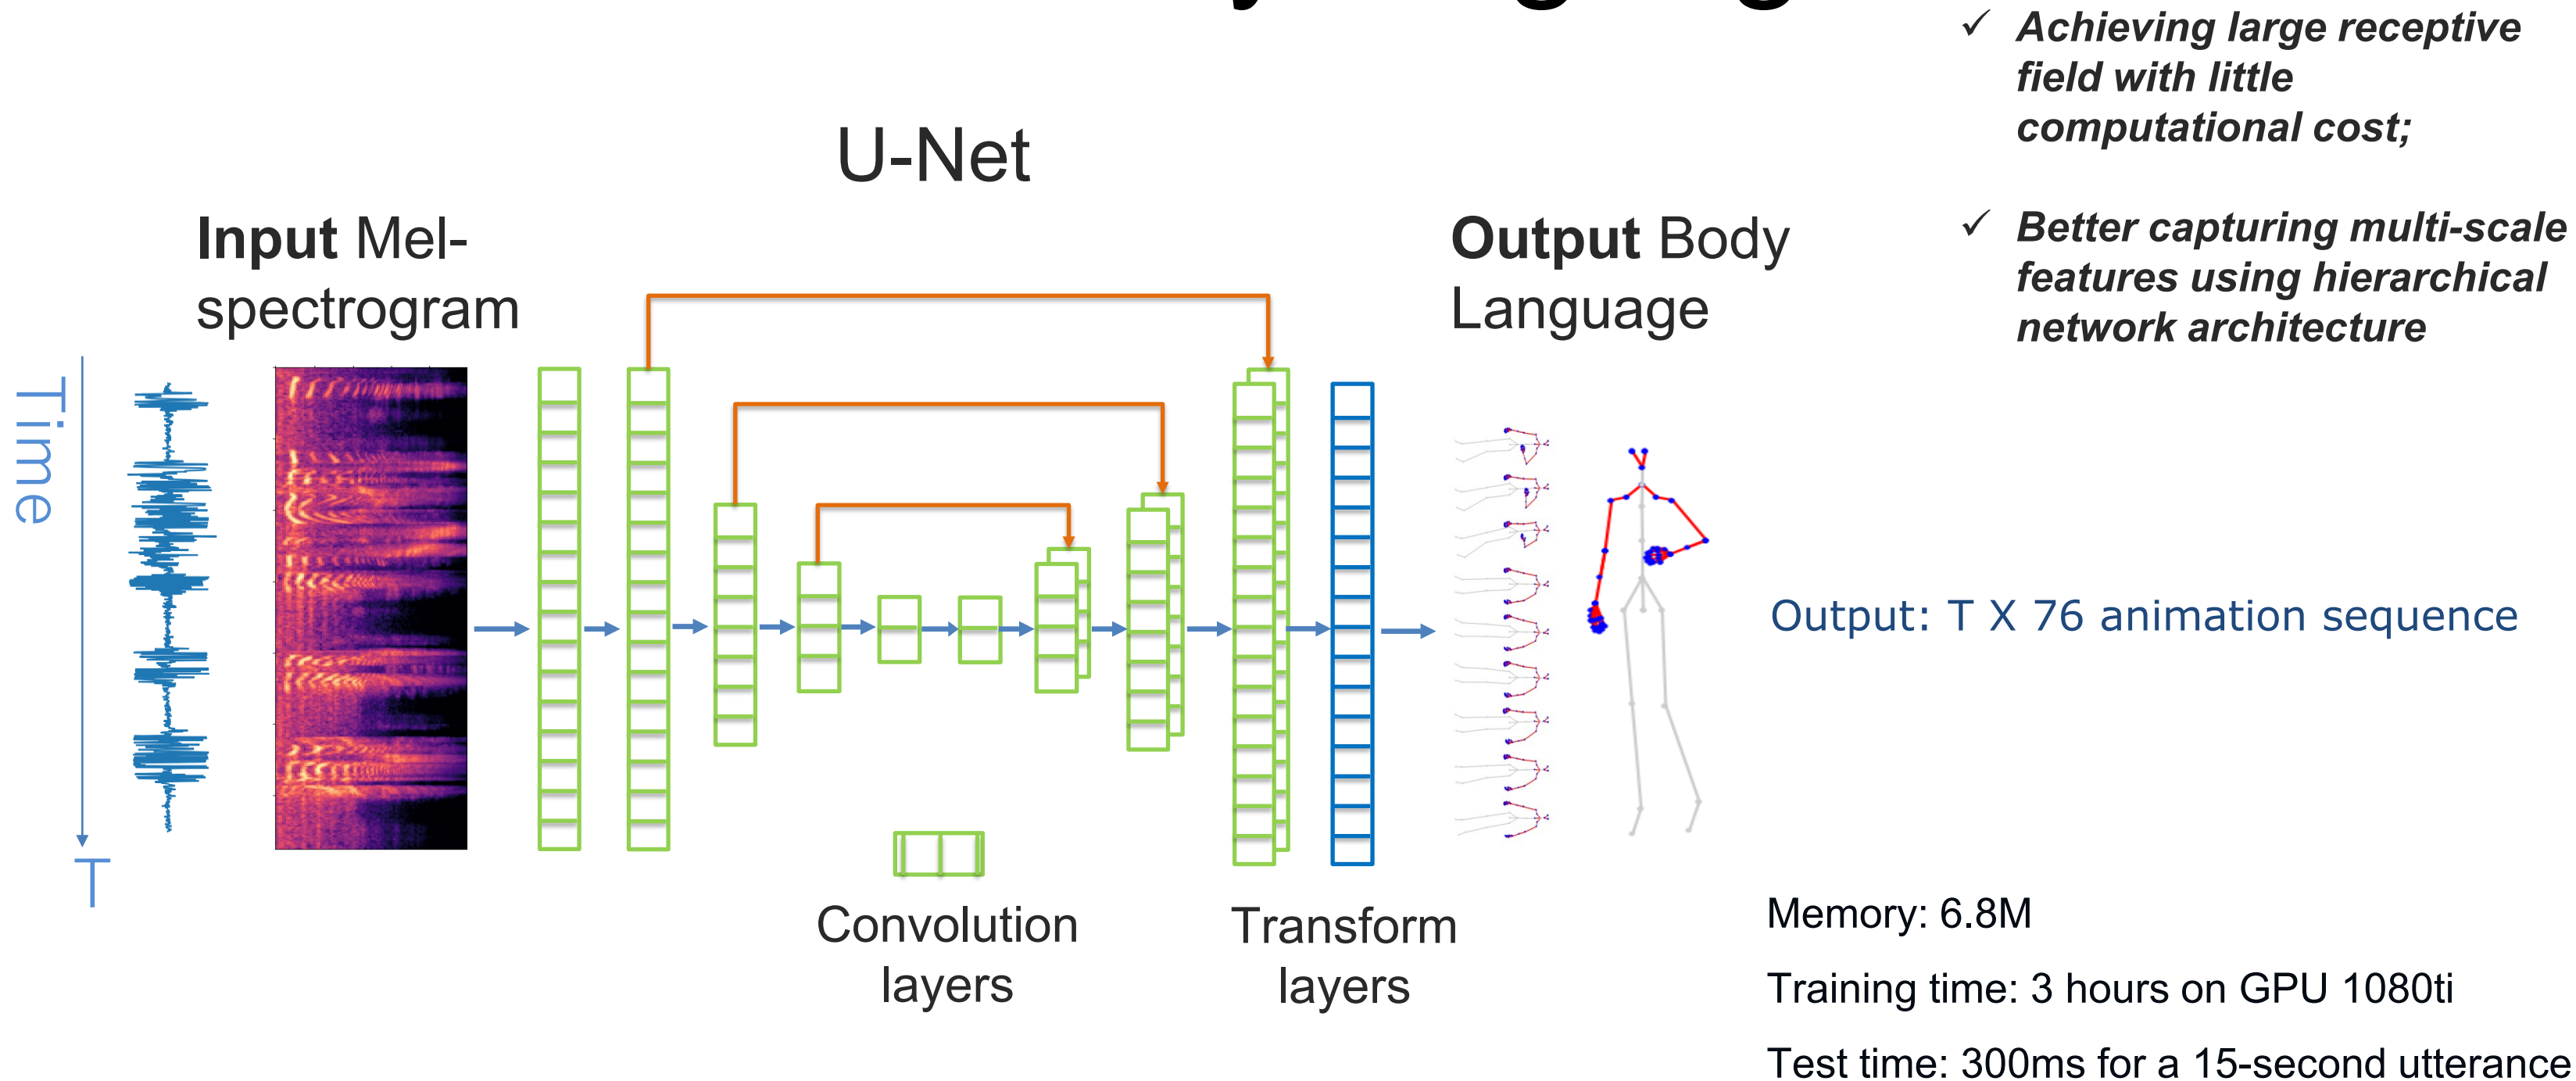 Achieving large receptive
field with little
computational cost;
Better capturing multi-scale
features using hierarchical
network architecture
U-Net
Input Mel-
spectrogram
Output Body
Language
Time
T
Output: T X 76 animation sequence
Convolution
layers
Transform
layers
Memory: 6.8M
Training time: 3 hours on GPU 1080ti
Test time: 300ms for a 15-second utterance